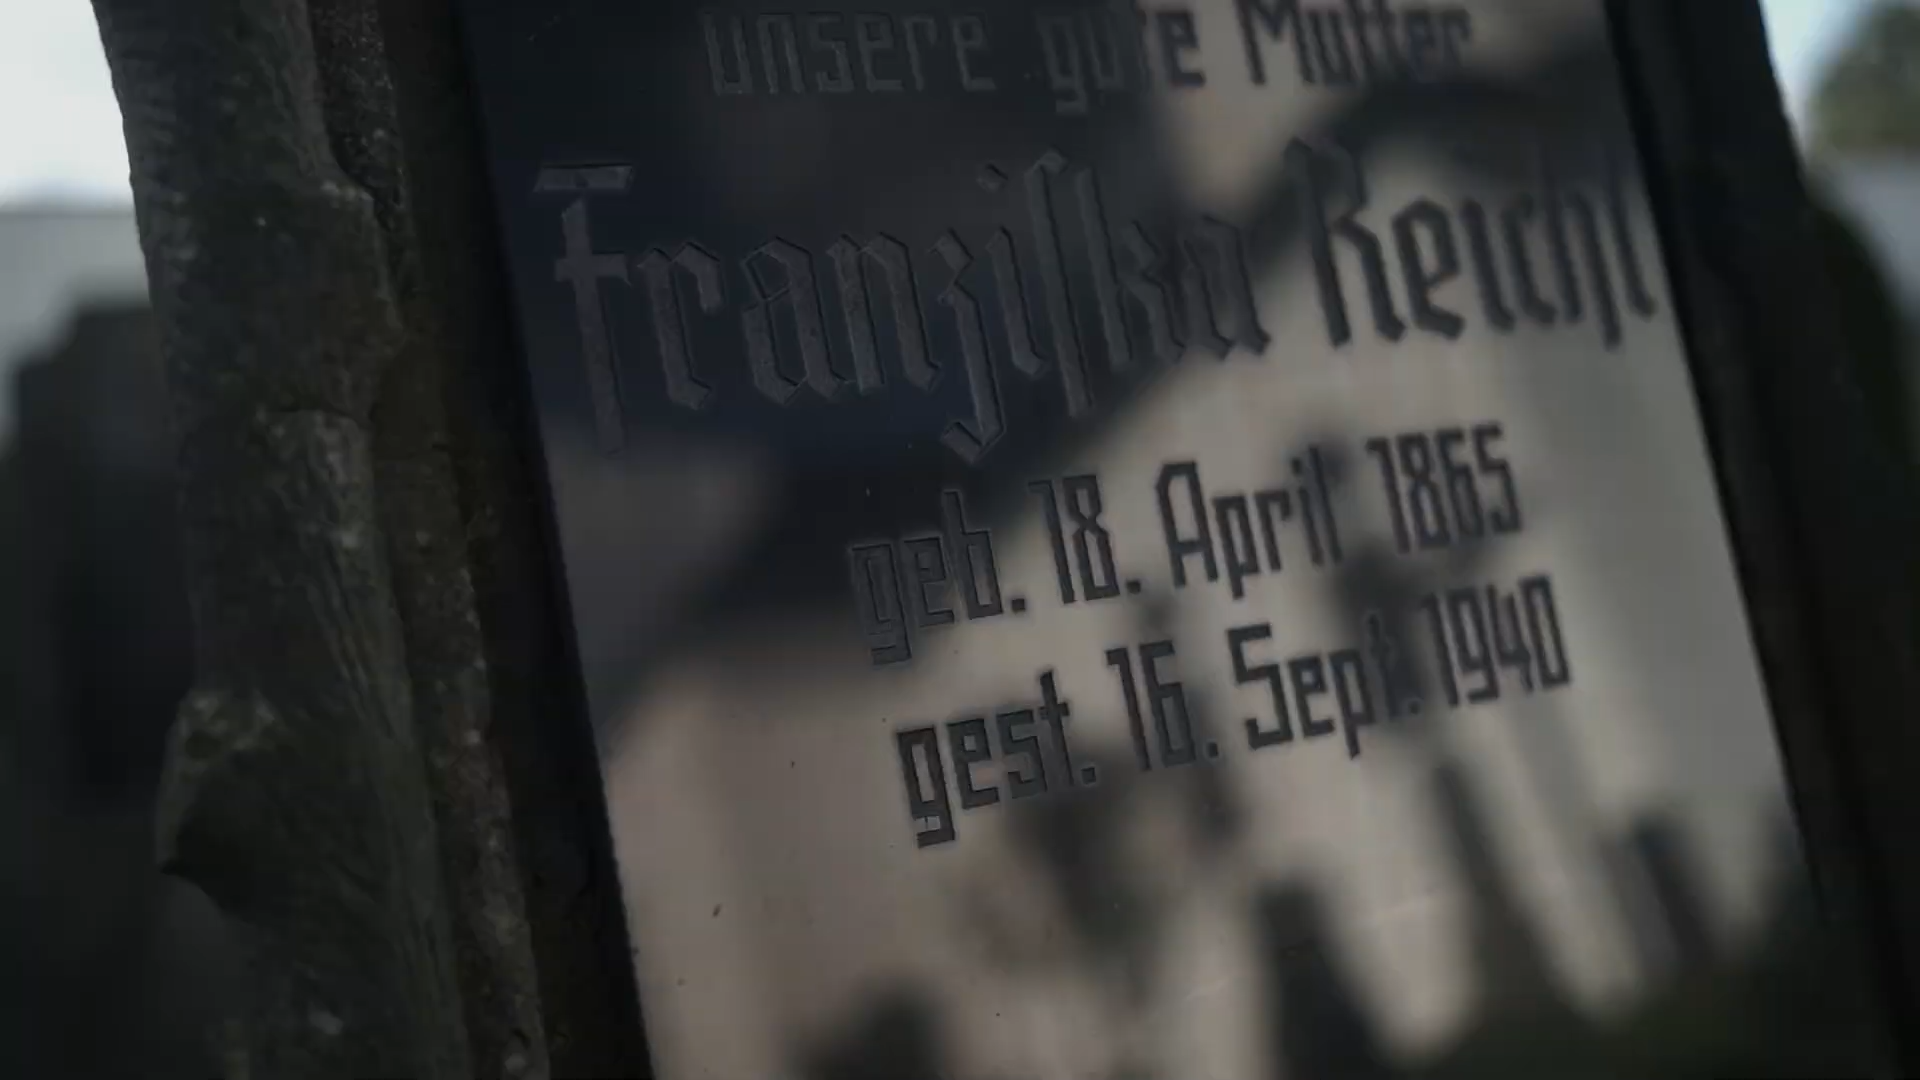 unsere gute Mutter
Franziſka Reichl
geb. 18. April 1865
gest. 16. Sept. 1940